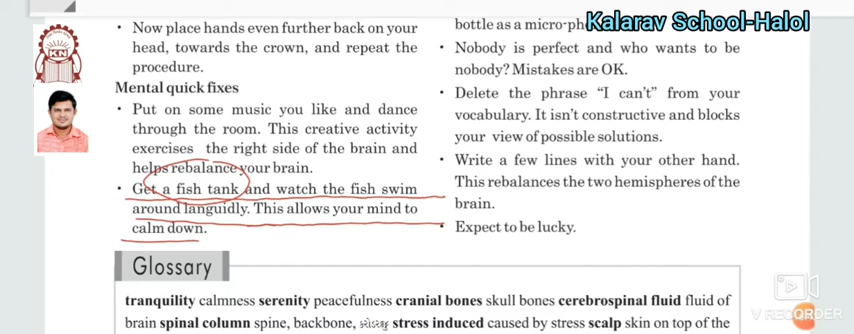 Kalarav School-Halol
KN
• Now place hands even further back on your
head, towards the crown, and repeat the
procedure.
Mental quick fixes
• Put on some music you like and dance
through the room. This creative activity
exercises the right side of the brain and
helps rebalance your brain.
• Get a fish tank and watch the fish swim
around languidly. This allows your mind to
calm down.
bottle as a micro-ph
• Nobody is perfect and who wants to be
nobody? Mistakes are OK.
• Delete the phrase “I can't” from your
vocabulary. It isn't constructive and blocks
your view of possible solutions.
• Write a few lines with your other hand.
This rebalances the two hemispheres of the
brain.
• Expect to be lucky.
Glossary
tranquility calmness serenity peacefulness cranial bones skull bones cerebrospinal fluid fluid of
brain spinal column spine, backbone, stress induced caused by stress scalp skin on top of the
V RECORDER